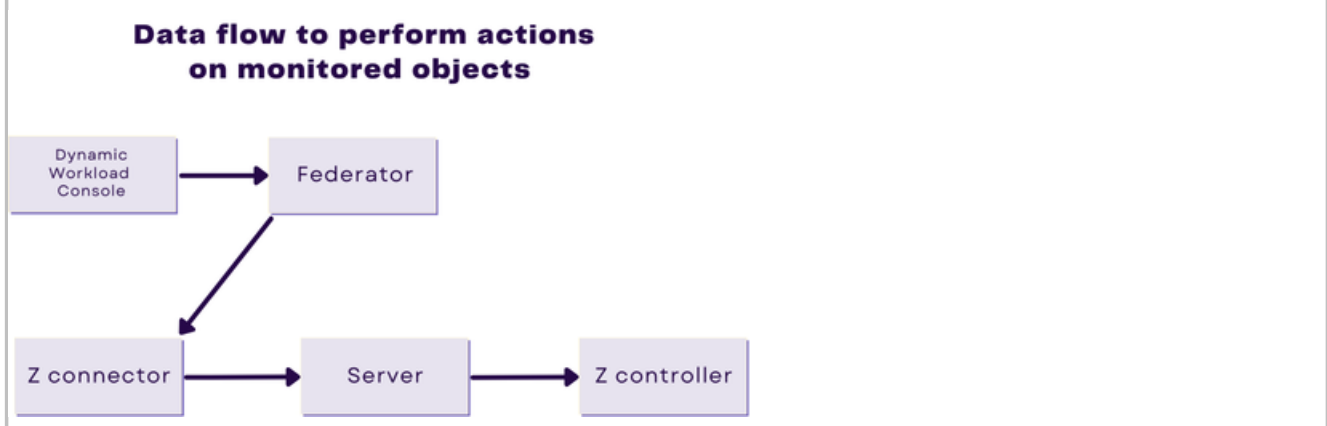 Data flow to perform actions
on monitored objects
Dynamic
Workload
Console
Federator
Z connector
Server
Z controller